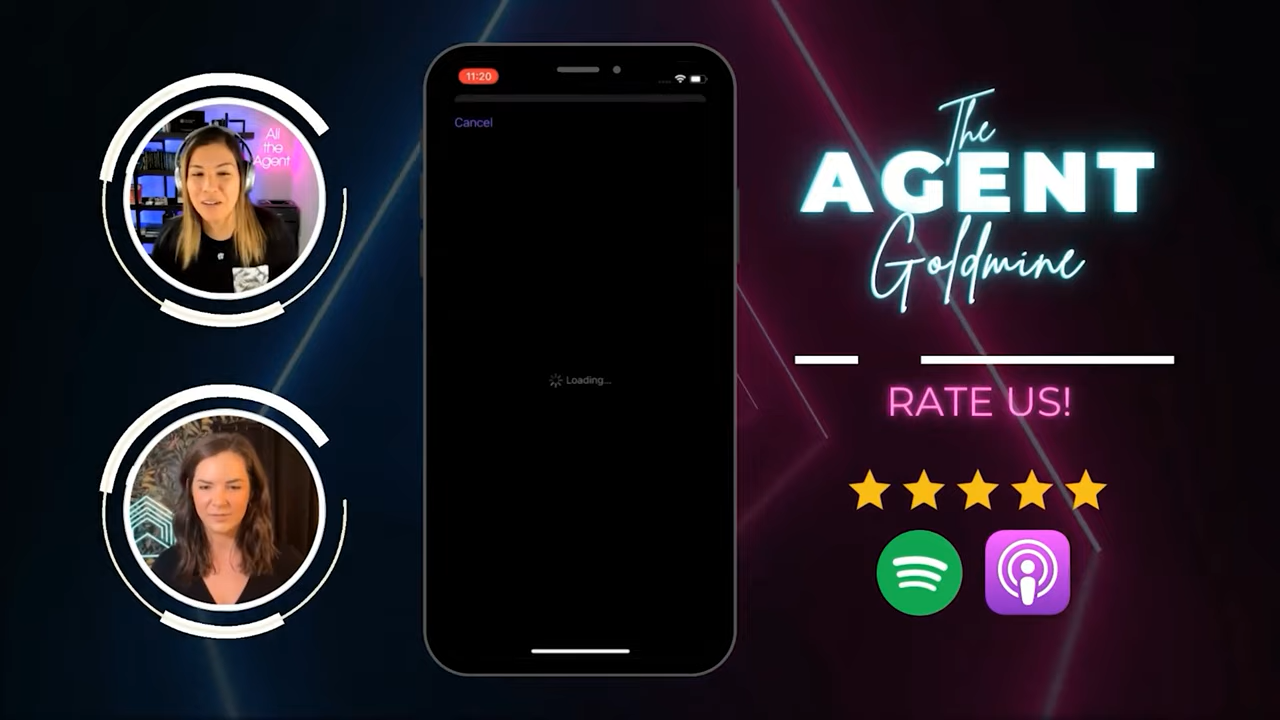 All
the
Agent
11:20
Cancel
Loading...
The
AGENT
Goldmine
RATE US!